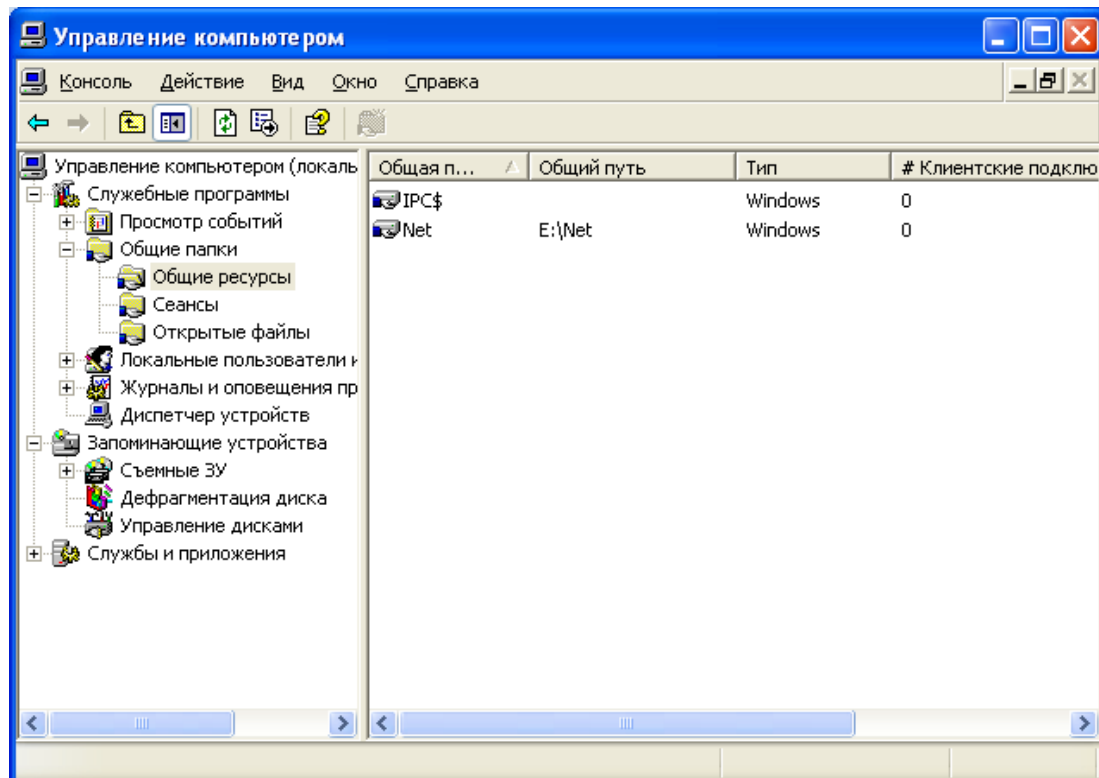 Управление компьютером
Консоль Действие Вид Окно Справка
Управление компьютером (локаль
Служебные программы
Просмотр событий
Общие папки
Общие ресурсы
Сеансы
Открытые файлы
Локальные пользователи и
Журналы и оповещения пр
Диспетчер устройств
Запоминающие устройства
Съемные ЗУ
Дефрагментация диска
Управление дисками
Службы и приложения
Общая п... Общий путь Тип # Клиентские подклю
IPC$ Windows 0
Net E:\Net Windows 0